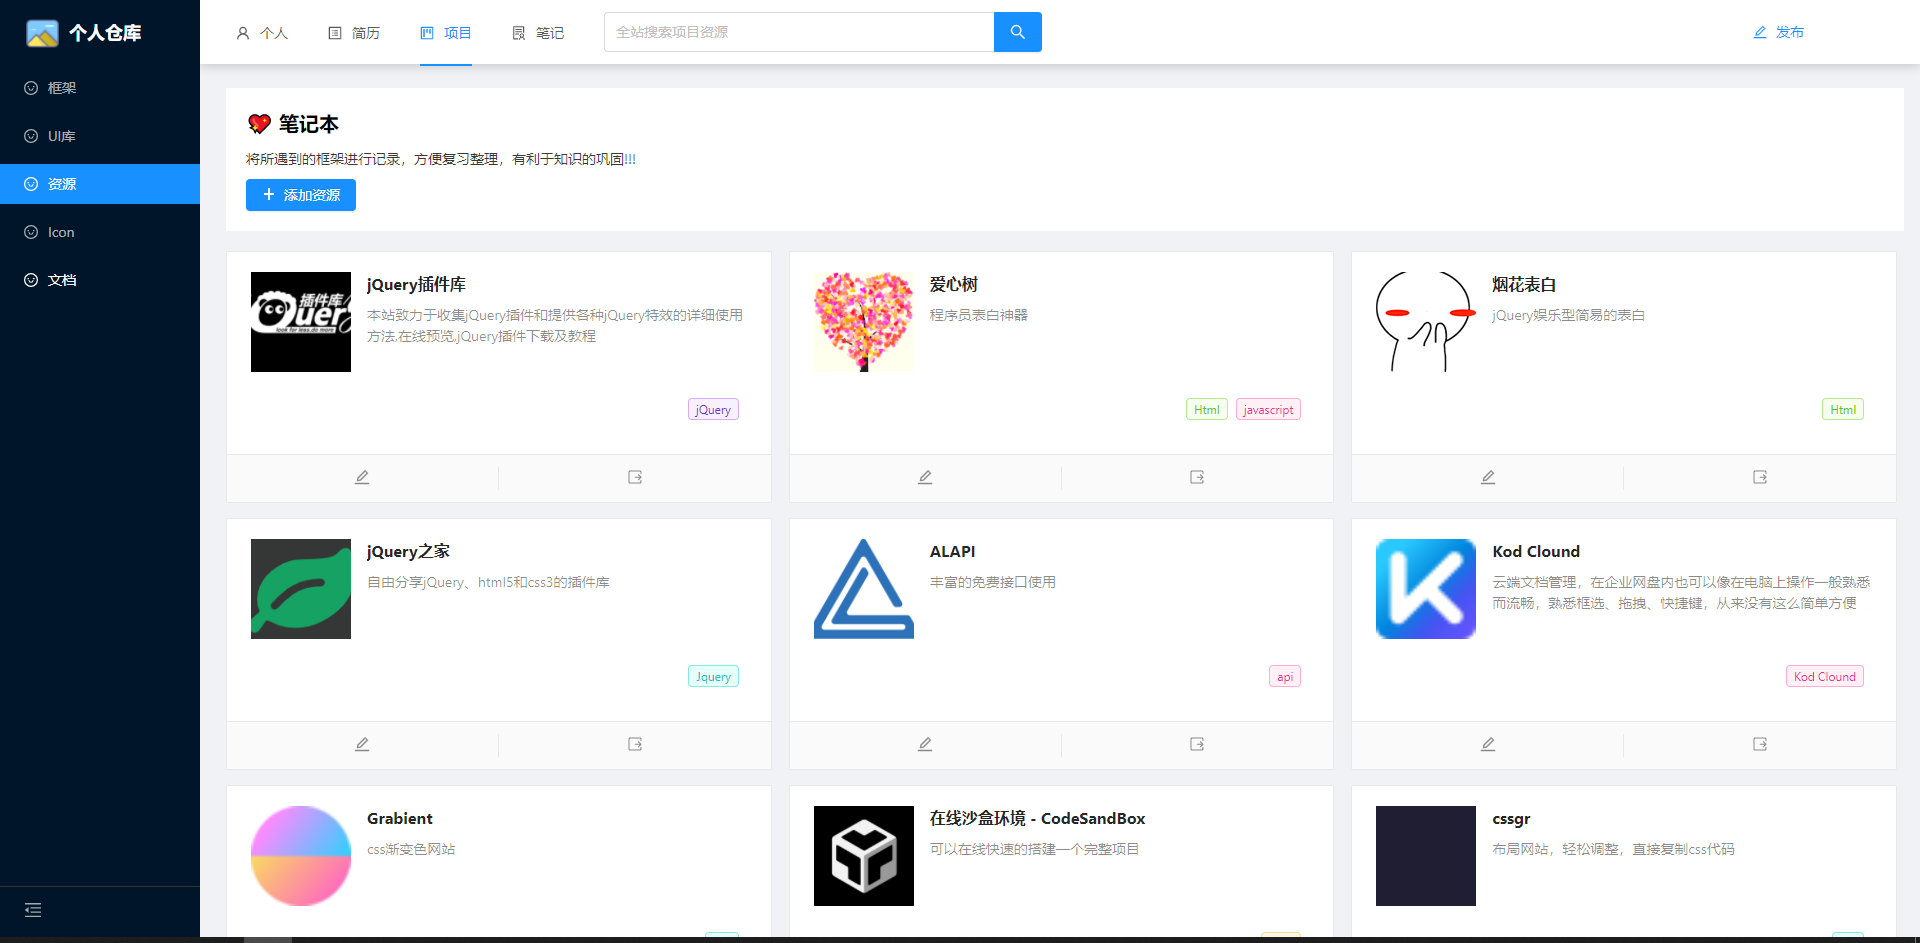 个人仓库
个人
简历
项目
笔记
全站搜索项目资源
发布
框架
UI库
资源
Icon
文档
笔记本
将所遇到的框架进行记录，方便复习整理，有利于知识的巩固!!!
添加资源
jQuery插件库
本站致力于收集jQuery插件和提供各种jQuery特效的详细使用
方法,在线预览,jQuery插件下载及教程
插件库
Query
look for less,do more
jQuery
爱心树
程序员表白神器
Html
javascript
烟花表白
jQuery娱乐型简易的表白
Html
jQuery之家
自由分享jQuery、html5和css3的插件库
Jquery
ALAPI
丰富的免费接口使用
api
Kod Clound
云端文档管理，在企业网盘内也可以像在电脑上操作一般熟悉
而流畅，熟悉框选、拖拽、快捷键，从来没有这么简单方便
Kod Clound
Grabient
css渐变色网站
在线沙盒环境 - CodeSandBox
可以在线快速的搭建一个完整项目
cssgr
布局网站，轻松调整，直接复制css代码